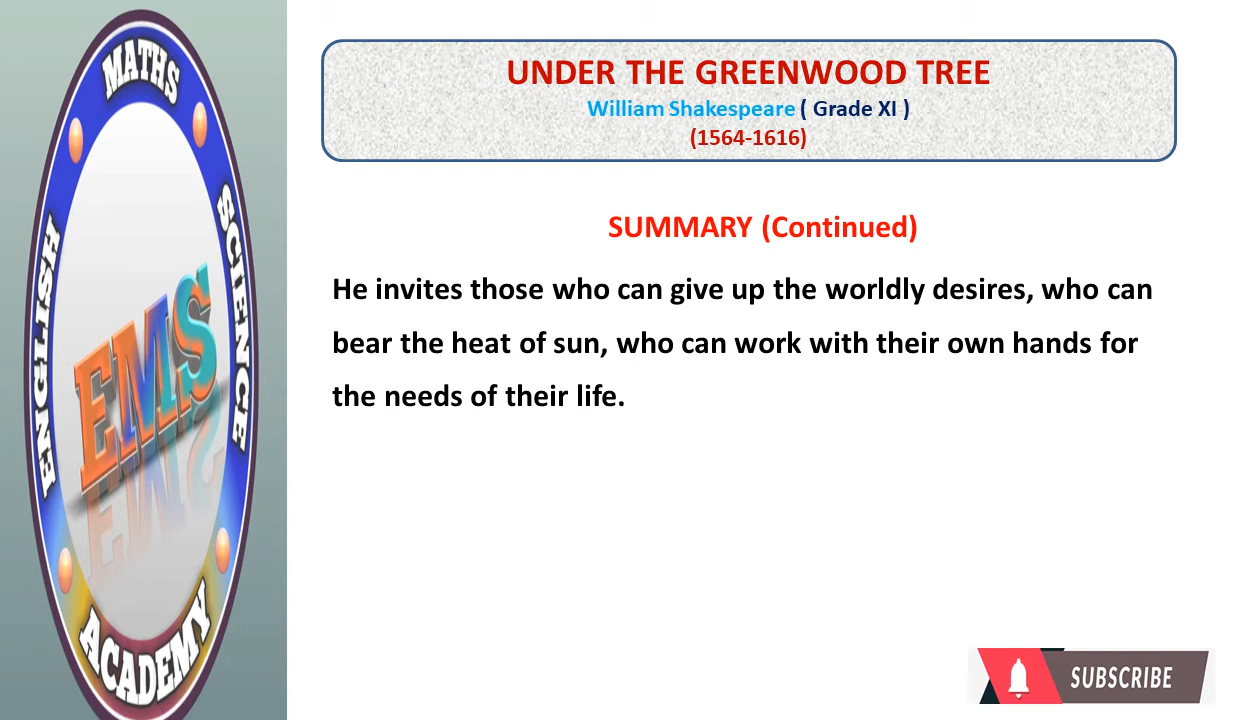 MATHS
SCIENCE
ENGLISH
EMS
ACADEMY
UNDER THE GREENWOOD TREE
William Shakespeare ( Grade XI )
(1564-1616)
SUMMARY (Continued)
He invites those who can give up the worldly desires, who can
bear the heat of sun, who can work with their own hands for
the needs of their life.
SUBSCRIBE